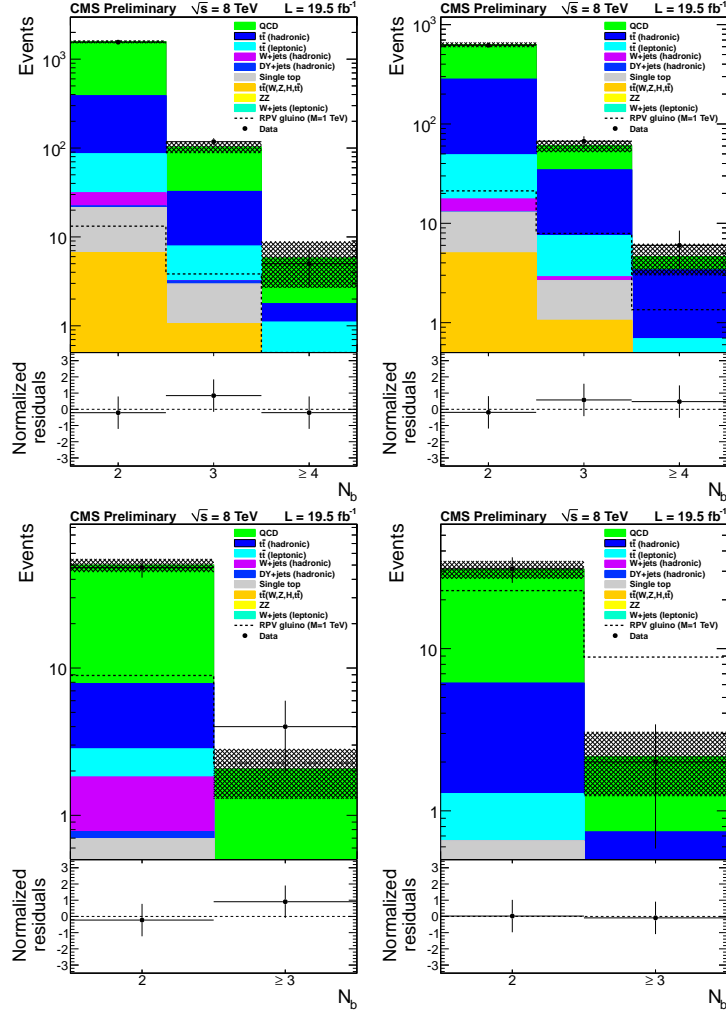 CMS Preliminary √s = 8 TeV L = 19.5 fb⁻¹
Events
10³
10²
10
1
QCD
tt̄ (hadronic)
tt̄ (leptonic)
W+jets (hadronic)
DY+jets (hadronic)
Single top
tt̄(W,Z,H,tt̄)
ZZ
W+jets (leptonic)
RPV gluino (M=1 TeV)
Data
Normalized
residuals
3
2
1
0
-1
-2
-3
2 3 ≥ 4
N_b
CMS Preliminary √s = 8 TeV L = 19.5 fb⁻¹
Events
10³
10²
10
1
QCD
tt̄ (hadronic)
tt̄ (leptonic)
W+jets (hadronic)
DY+jets (hadronic)
Single top
tt̄(W,Z,H,tt̄)
ZZ
W+jets (leptonic)
RPV gluino (M=1 TeV)
Data
Normalized
residuals
3
2
1
0
-1
-2
-3
2 3 ≥ 4
N_b
CMS Preliminary √s = 8 TeV L = 19.5 fb⁻¹
Events
10
1
QCD
tt̄ (hadronic)
tt̄ (leptonic)
W+jets (hadronic)
DY+jets (hadronic)
Single top
tt̄(W,Z,H,tt̄)
ZZ
W+jets (leptonic)
RPV gluino (M=1 TeV)
Data
Normalized
residuals
3
2
1
0
-1
-2
-3
2 ≥ 3
N_b
CMS Preliminary √s = 8 TeV L = 19.5 fb⁻¹
Events
10
1
QCD
tt̄ (hadronic)
tt̄ (leptonic)
W+jets (hadronic)
DY+jets (hadronic)
Single top
tt̄(W,Z,H,tt̄)
ZZ
W+jets (leptonic)
RPV gluino (M=1 TeV)
Data
Normalized
residuals
3
2
1
0
-1
-2
-3
2 ≥ 3
N_b